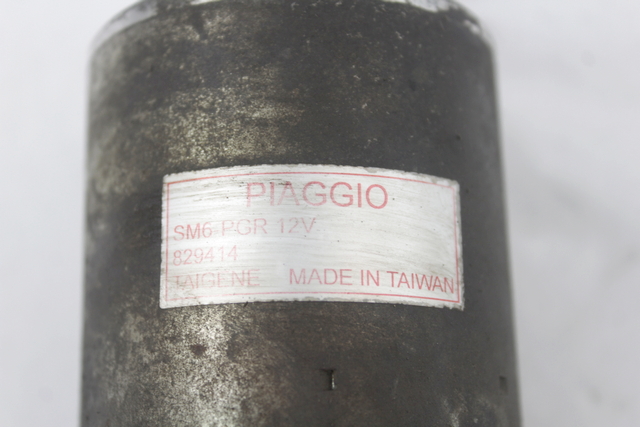 PIAGGIO
SM6-PGR 12V
829414
TAIGENE MADE IN TAIWAN